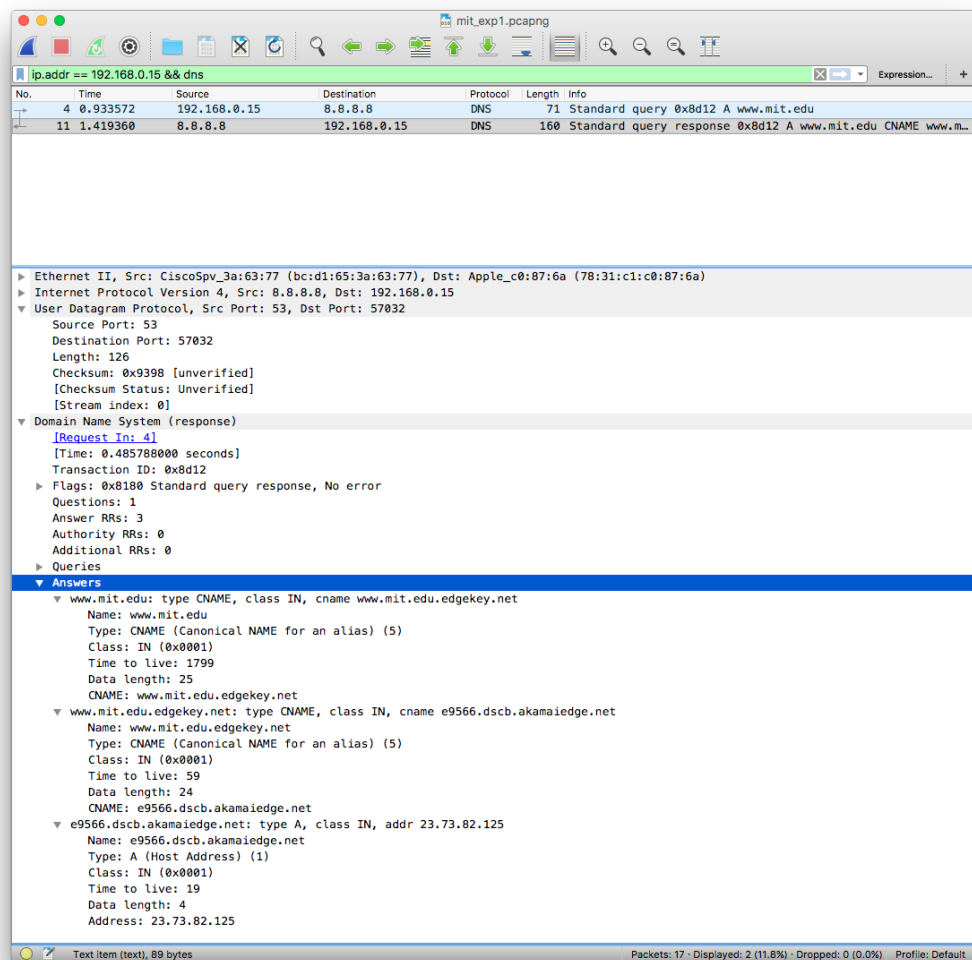 mit_exp1.pcapng
ip.addr == 192.168.0.15 && dns Expression... +
No. Time Source Destination Protocol Length Info
4 0.933572 192.168.0.15 8.8.8.8 DNS 71 Standard query 0x8d12 A www.mit.edu
11 1.419360 8.8.8.8 192.168.0.15 DNS 160 Standard query response 0x8d12 A www.mit.edu CNAME www.m…
Ethernet II, Src: CiscoSpv_3a:63:77 (bc:d1:65:3a:63:77), Dst: Apple_c0:87:6a (78:31:c1:c0:87:6a)
Internet Protocol Version 4, Src: 8.8.8.8, Dst: 192.168.0.15
User Datagram Protocol, Src Port: 53, Dst Port: 57032
Source Port: 53
Destination Port: 57032
Length: 126
Checksum: 0x9398 [unverified]
[Checksum Status: Unverified]
[Stream index: 0]
Domain Name System (response)
[Request In: 4]
[Time: 0.485788000 seconds]
Transaction ID: 0x8d12
Flags: 0x8180 Standard query response, No error
Questions: 1
Answer RRs: 3
Authority RRs: 0
Additional RRs: 0
Queries
Answers
www.mit.edu: type CNAME, class IN, cname www.mit.edu.edgekey.net
Name: www.mit.edu
Type: CNAME (Canonical NAME for an alias) (5)
Class: IN (0x0001)
Time to live: 1799
Data length: 25
CNAME: www.mit.edu.edgekey.net
www.mit.edu.edgekey.net: type CNAME, class IN, cname e9566.dscb.akamaiedge.net
Name: www.mit.edu.edgekey.net
Type: CNAME (Canonical NAME for an alias) (5)
Class: IN (0x0001)
Time to live: 59
Data length: 24
CNAME: e9566.dscb.akamaiedge.net
e9566.dscb.akamaiedge.net: type A, class IN, addr 23.73.82.125
Name: e9566.dscb.akamaiedge.net
Type: A (Host Address) (1)
Class: IN (0x0001)
Time to live: 19
Data length: 4
Address: 23.73.82.125
Text item (text), 89 bytes Packets: 17 · Displayed: 2 (11.8%) · Dropped: 0 (0.0%) Profile: Default